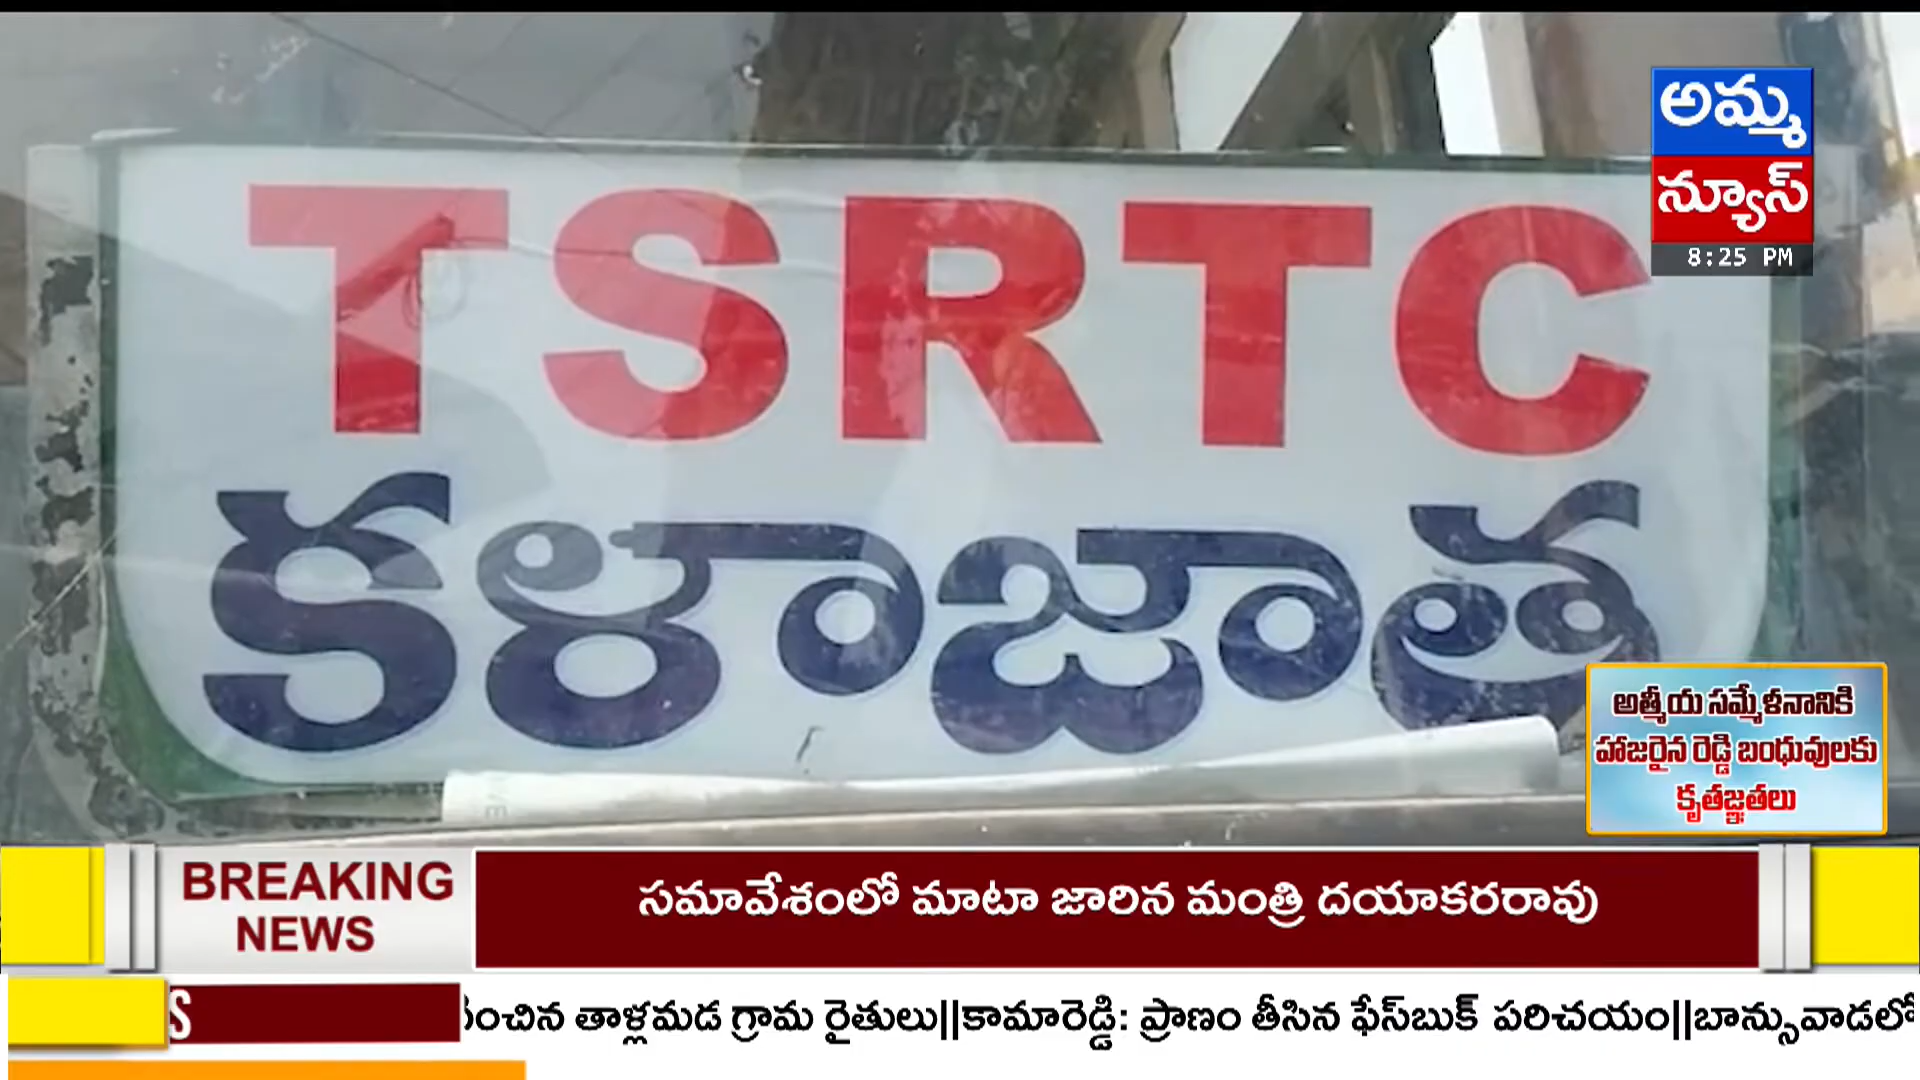 TSRTC
కళాజాత
అమ్మ
న్యూస్
8:25 PM
అత్మీయ సమ్మేళనానికి
హాజరైన రెడ్డి బంధువులకు
కృతజ్ఞతలు
BREAKING
NEWS
సమావేశంలో మాటా జారిన మంత్రి దయాకరరావు
తాళ్లమడ గ్రామ రైతులు||కామారెడ్డి: ప్రాణం తీసిన ఫేస్‌బుక్ పరిచయం||బాన్సువాడలో